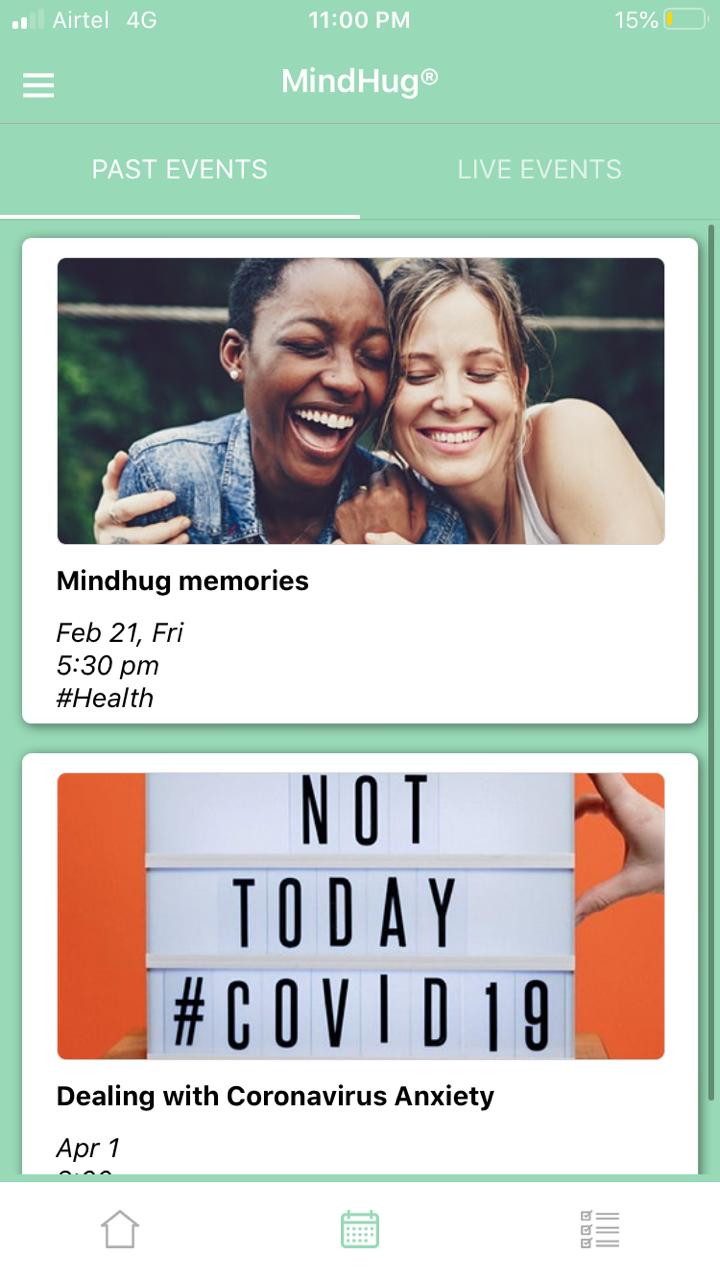 Airtel 4G 11:00 PM 15%
MindHug®
PAST EVENTS LIVE EVENTS
Mindhug memories
Feb 21, Fri
5:30 pm
#Health
NOT
TODAY
#COVID19
Dealing with Coronavirus Anxiety
Apr 1